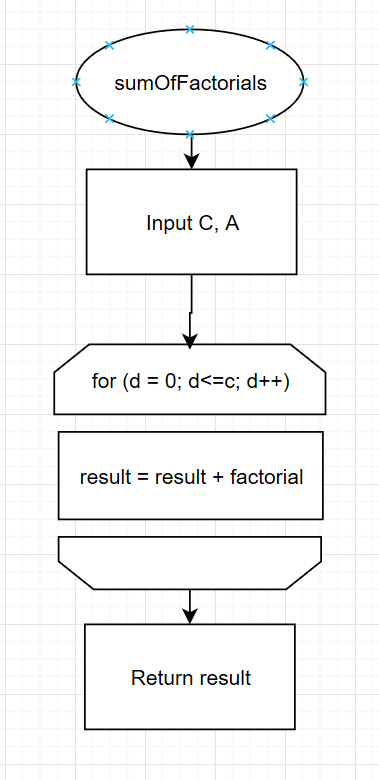 sumOfFactorials
Input C, A
for (d = 0; d<=c; d++)
result = result + factorial
Return result